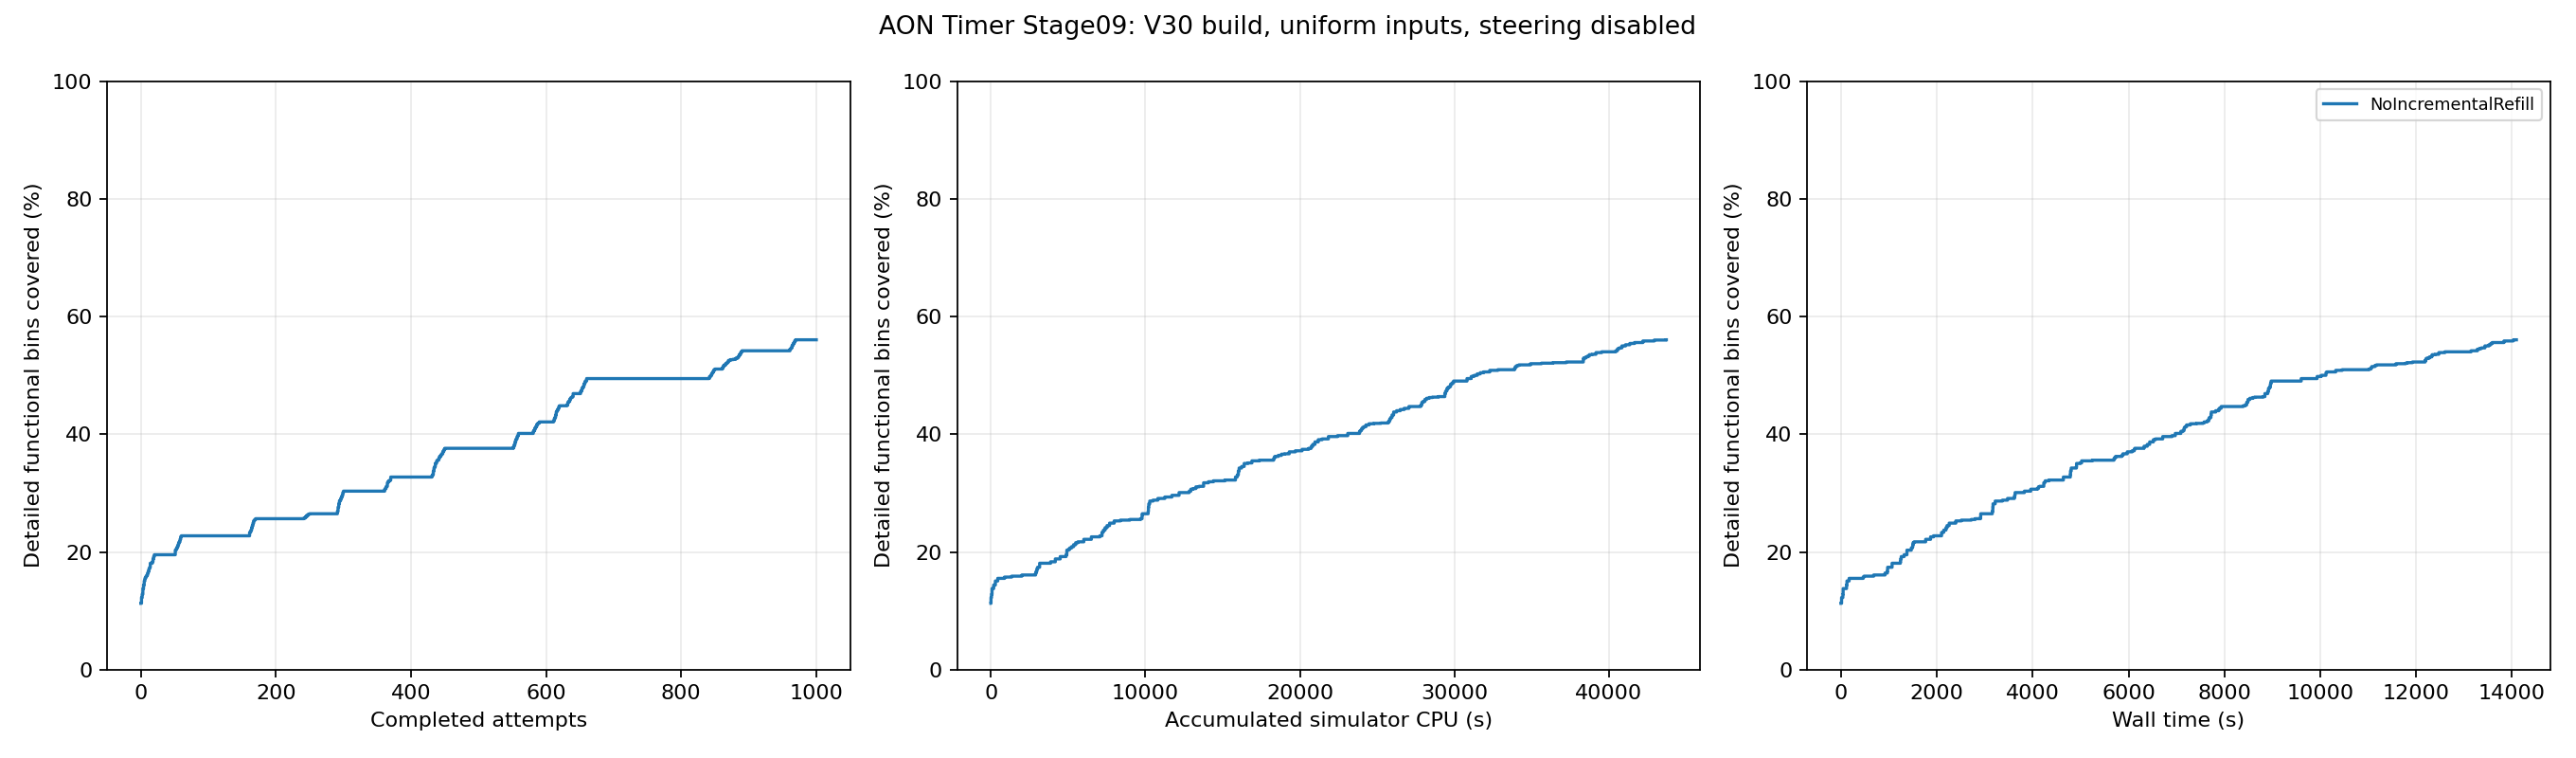 AON Timer Stage09: V30 build, uniform inputs, steering disabled
Detailed functional bins covered (%)
100
80
60
40
20
0
0 200 400 600 800 1000
Completed attempts
Detailed functional bins covered (%)
100
80
60
40
20
0
0 10000 20000 30000 40000
Accumulated simulator CPU (s)
Detailed functional bins covered (%)
100
80
60
40
20
0
NoIncrementalRefill
0 2000 4000 6000 8000 10000 12000 14000
Wall time (s)